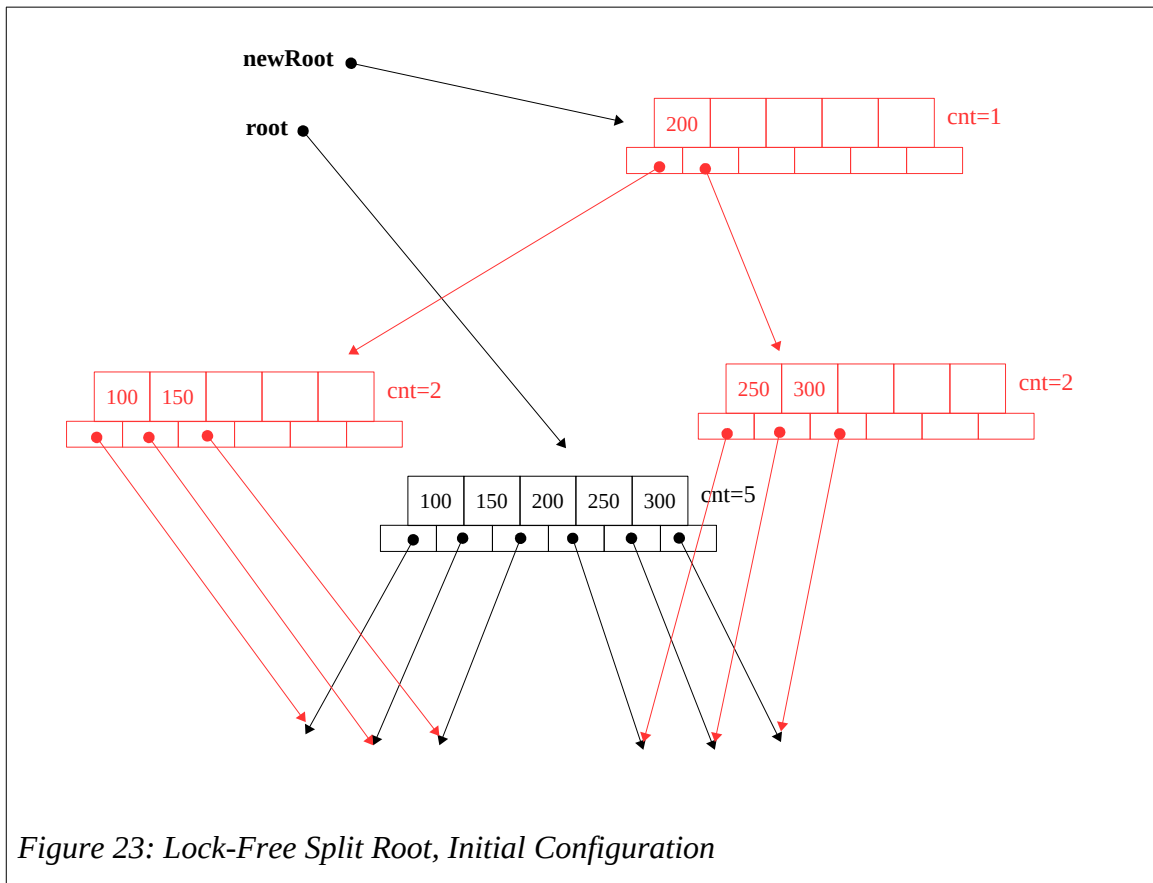 newRoot
root
200 cnt=1
100 150 cnt=2
250 300 cnt=2
100 150 200 250 300 cnt=5
Figure 23: Lock-Free Split Root, Initial Configuration